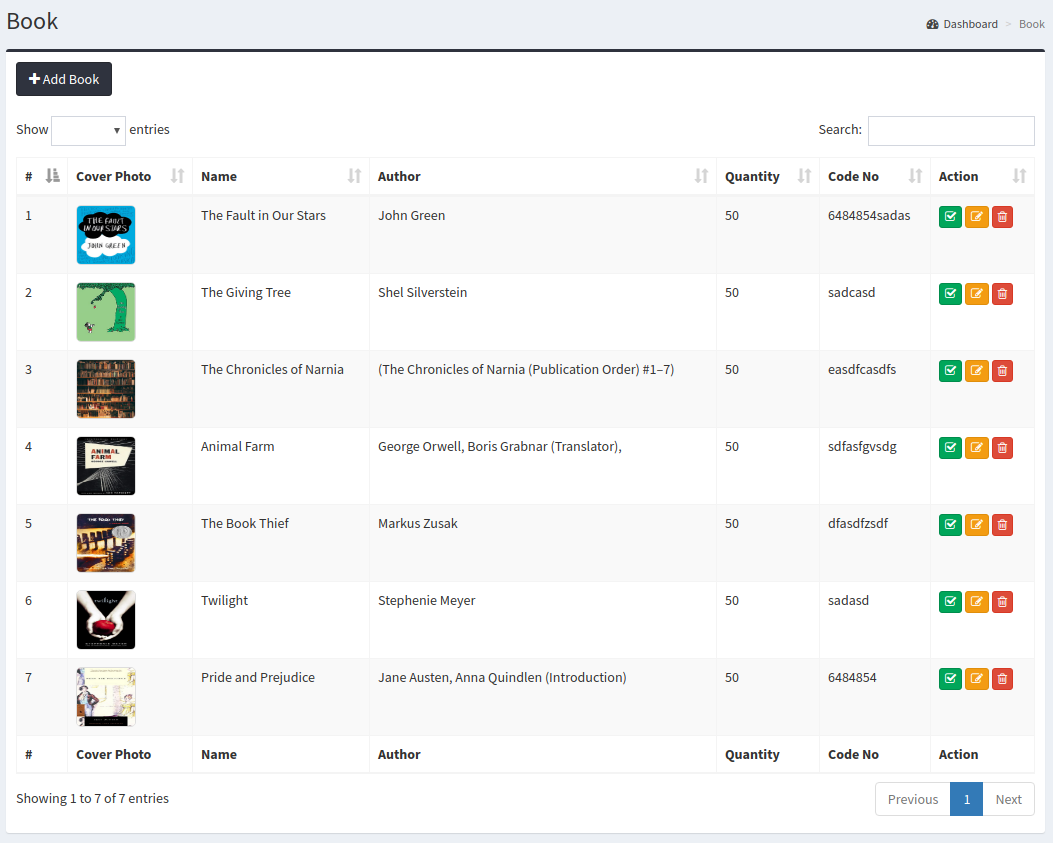 Book
Dashboard > Book
Add Book
Show entries Search:
# Cover Photo Name Author Quantity Code No Action
1 The Fault in Our Stars John Green 50 6484854sadas
THE FAULT
IN OUR STARS
JOHN GREEN
2 The Giving Tree Shel Silverstein 50 sadcasd
3 The Chronicles of Narnia (The Chronicles of Narnia (Publication Order) #1–7) 50 easdfcasdfs
4 Animal Farm George Orwell, Boris Grabnar (Translator), 50 sdfasfgvsdg
ANIMAL
FARM
5 The Book Thief Markus Zusak 50 dfasdfzsdf
THE BOOK THIEF
6 Twilight Stephenie Meyer 50 sadasd
twilight
7 Pride and Prejudice Jane Austen, Anna Quindlen (Introduction) 50 6484854
# Cover Photo Name Author Quantity Code No Action
Showing 1 to 7 of 7 entries Previous 1 Next